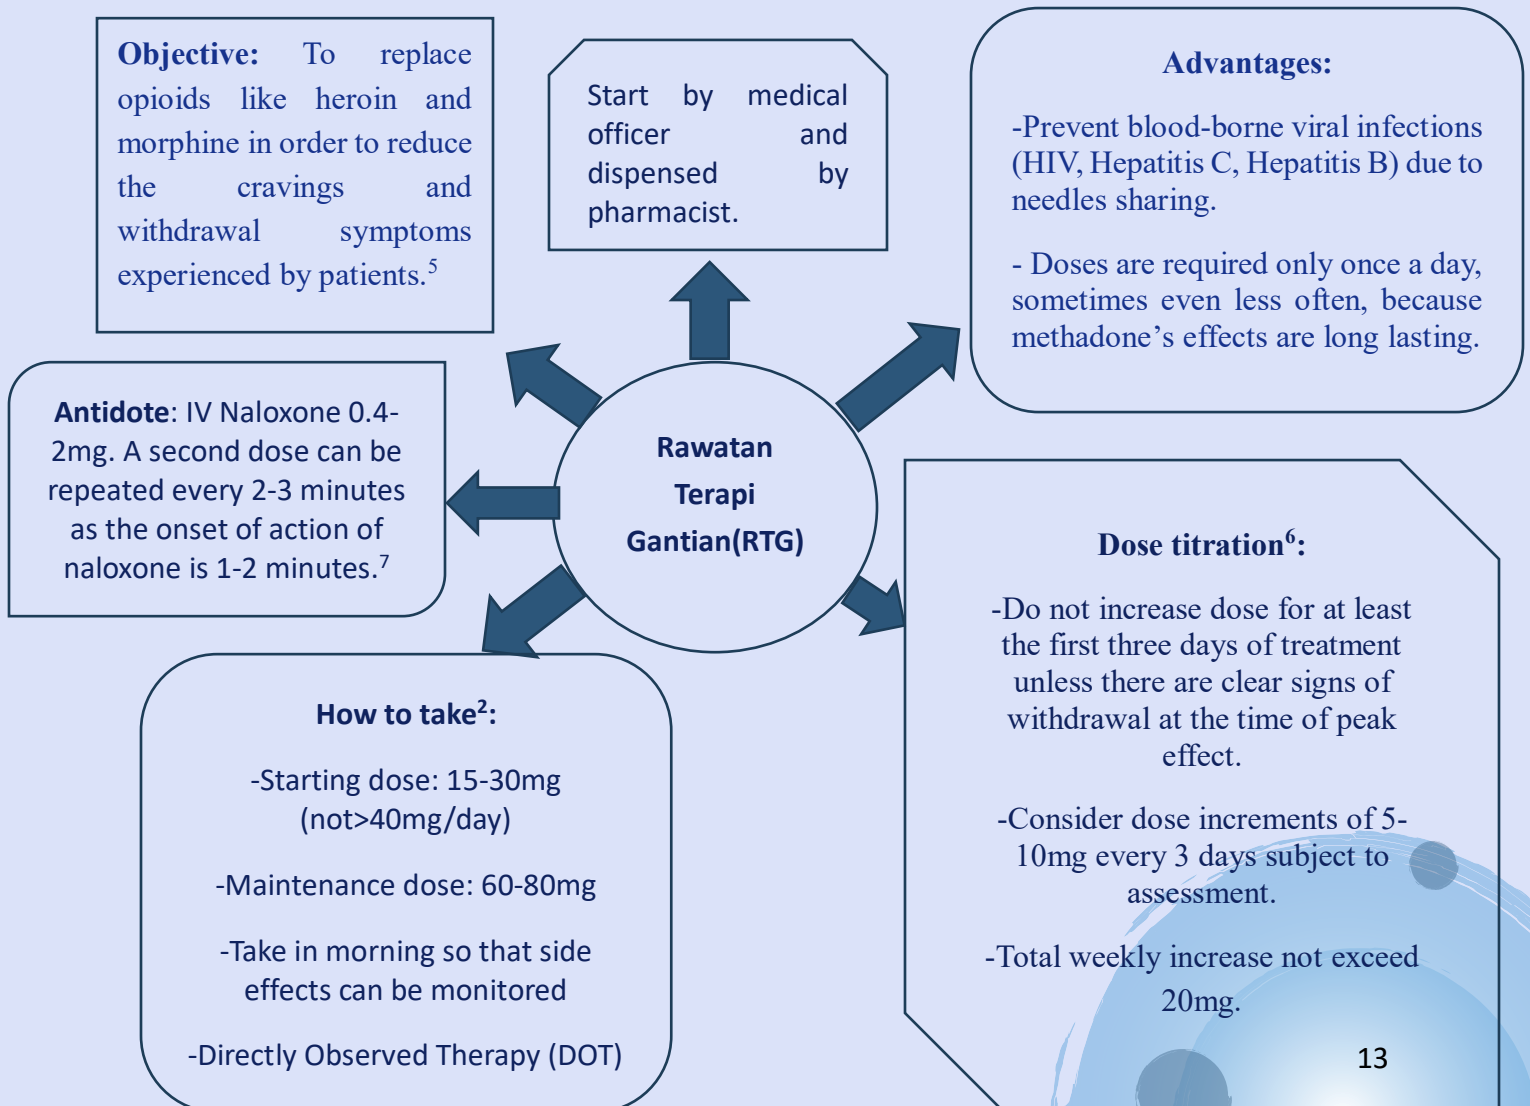 Objective: To replace
opioids like heroin and
morphine in order to reduce
the cravings and
withdrawal symptoms
experienced by patients.5
Start by medical
officer and
dispensed by
pharmacist.
Advantages:
-Prevent blood-borne viral infections
(HIV, Hepatitis C, Hepatitis B) due to
needles sharing.
- Doses are required only once a day,
sometimes even less often, because
methadone’s effects are long lasting.
Antidote: IV Naloxone 0.4-
2mg. A second dose can be
repeated every 2-3 minutes
as the onset of action of
naloxone is 1-2 minutes.7
Rawatan
Terapi
Gantian(RTG)
Dose titration6:
-Do not increase dose for at least
the first three days of treatment
unless there are clear signs of
withdrawal at the time of peak
effect.
-Consider dose increments of 5-
10mg every 3 days subject to
assessment.
-Total weekly increase not exceed
20mg.
How to take2:
-Starting dose: 15-30mg
(not>40mg/day)
-Maintenance dose: 60-80mg
-Take in morning so that side
effects can be monitored
-Directly Observed Therapy (DOT)
13